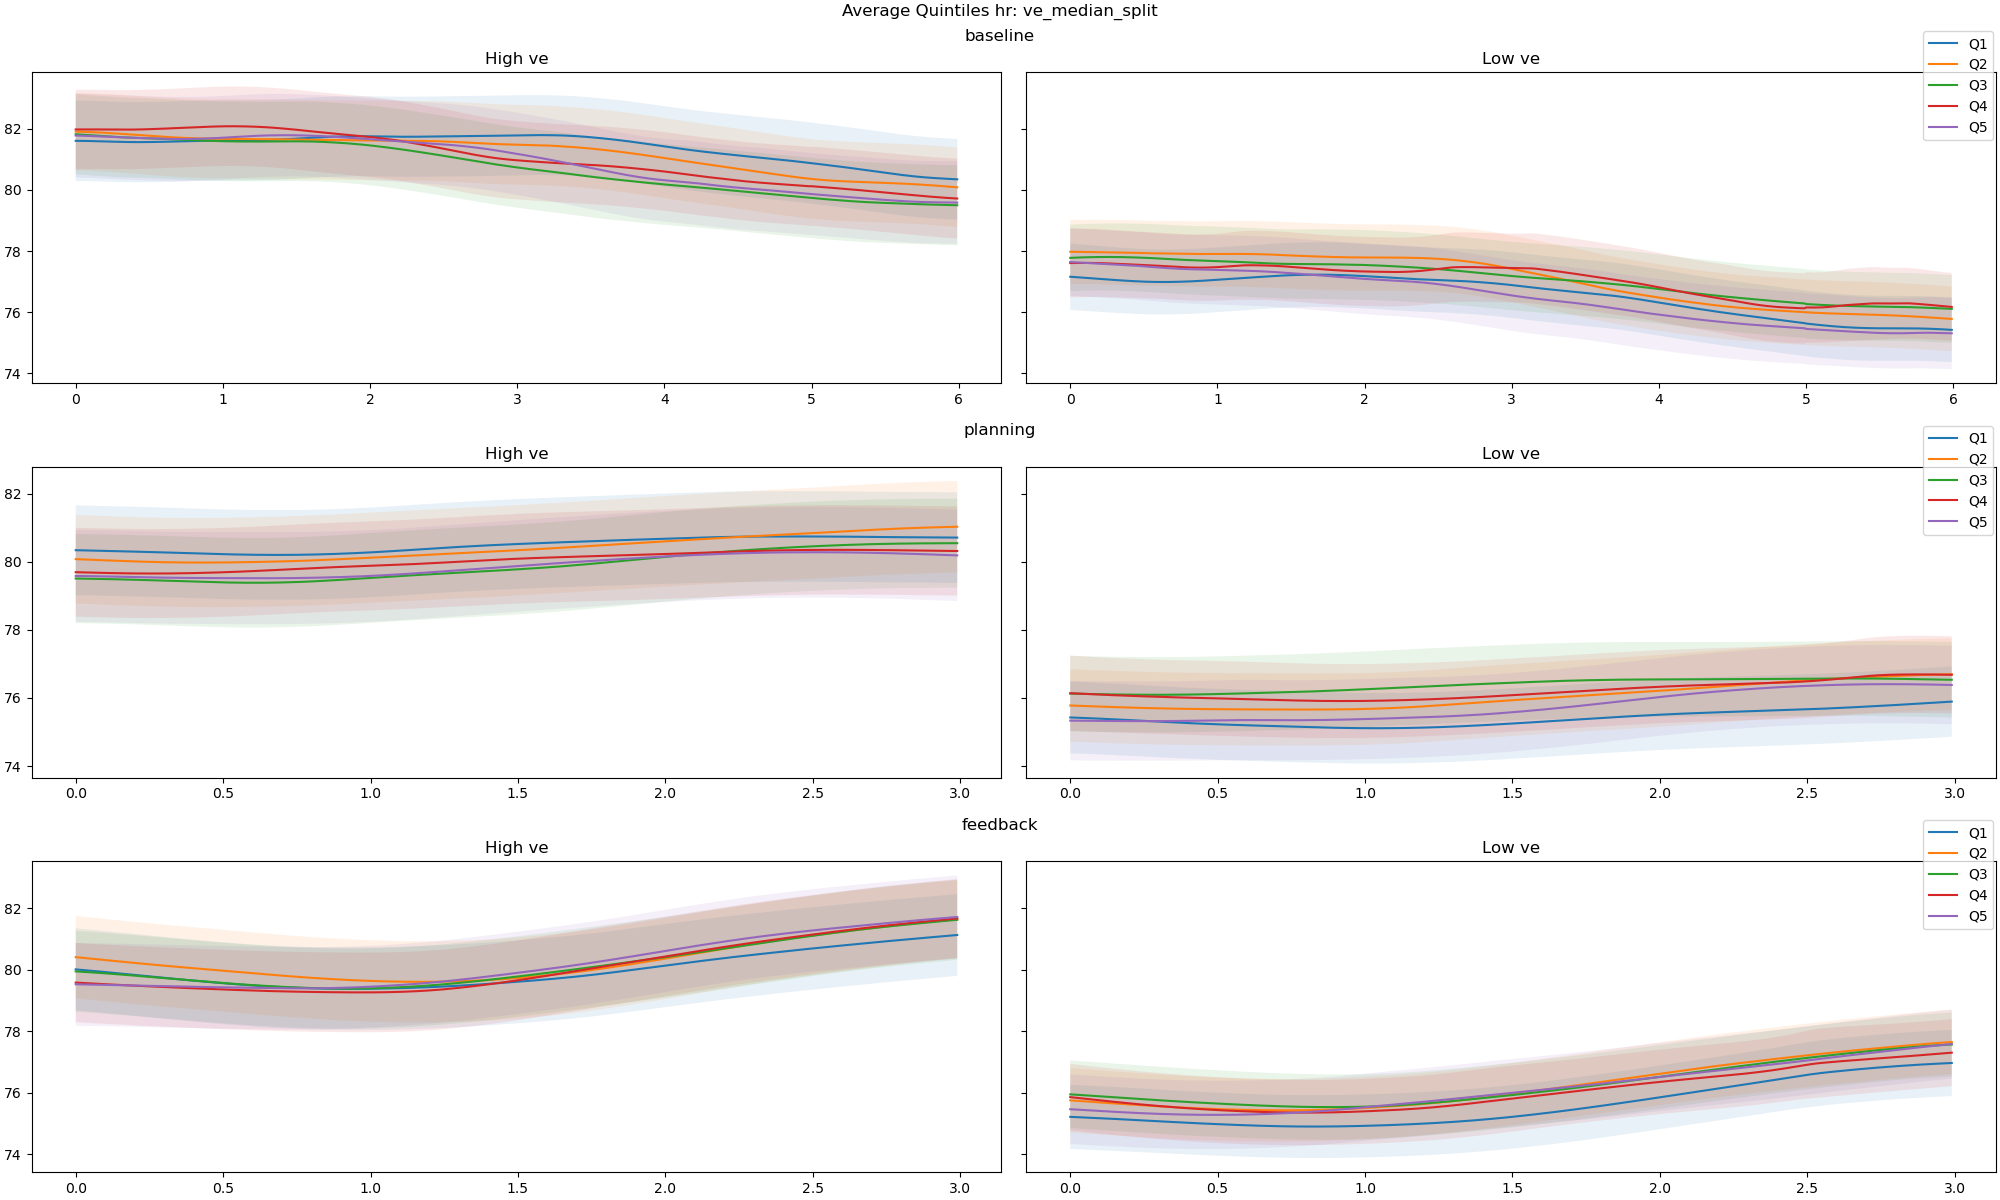 Average Quintiles hr: ve_median_split
baseline
High ve
Low ve
Q1
Q2
Q3
Q4
Q5
82
80
78
76
74
0 1 2 3 4 5 6
0 1 2 3 4 5 6
planning
High ve
Low ve
Q1
Q2
Q3
Q4
Q5
82
80
78
76
74
0.0 0.5 1.0 1.5 2.0 2.5 3.0
0.0 0.5 1.0 1.5 2.0 2.5 3.0
feedback
High ve
Low ve
Q1
Q2
Q3
Q4
Q5
82
80
78
76
74
0.0 0.5 1.0 1.5 2.0 2.5 3.0
0.0 0.5 1.0 1.5 2.0 2.5 3.0